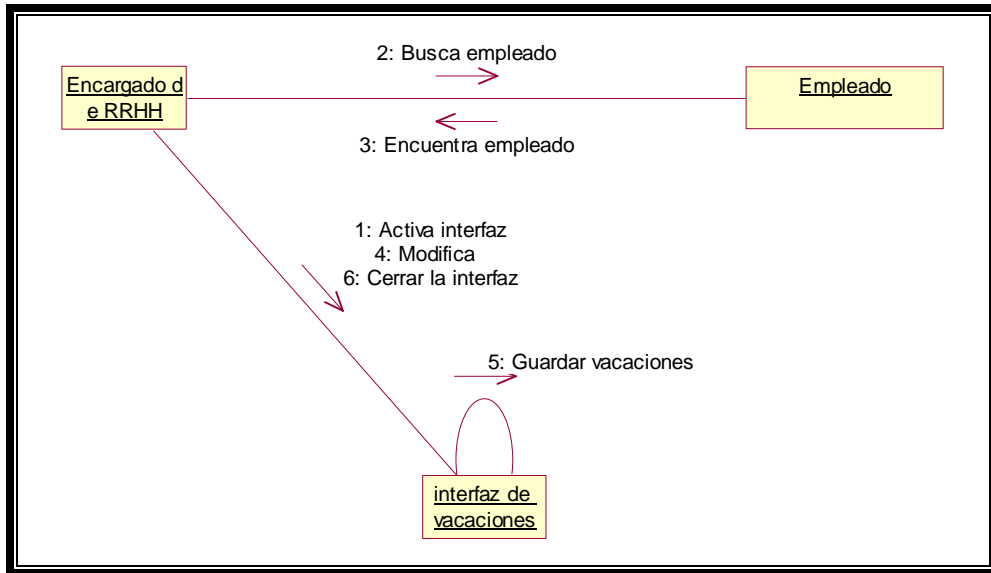 2: Busca empleado
Encargado d
e RRHH
Empleado
3: Encuentra empleado
1: Activa interfaz
4: Modifica
6: Cerrar la interfaz
5: Guardar vacaciones
interfaz de
vacaciones